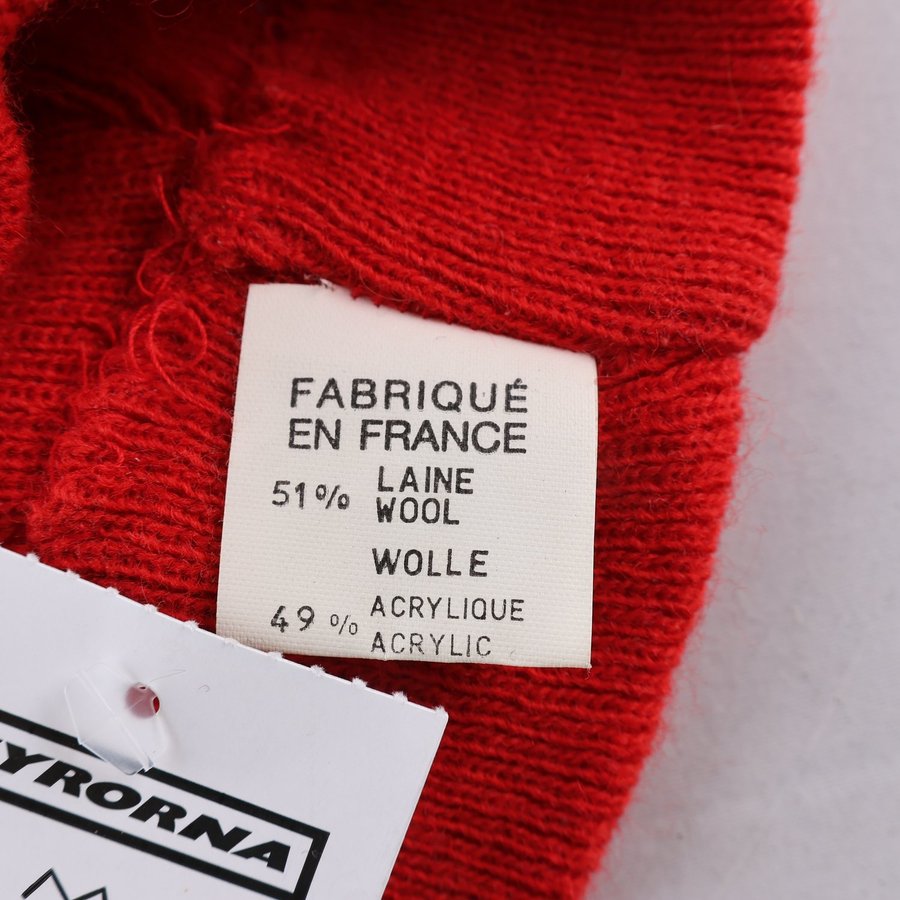 FABRIQUÉ
EN FRANCE
51% LAINE
WOOL
WOLLE
49% ACRYLIQUE
ACRYLIC